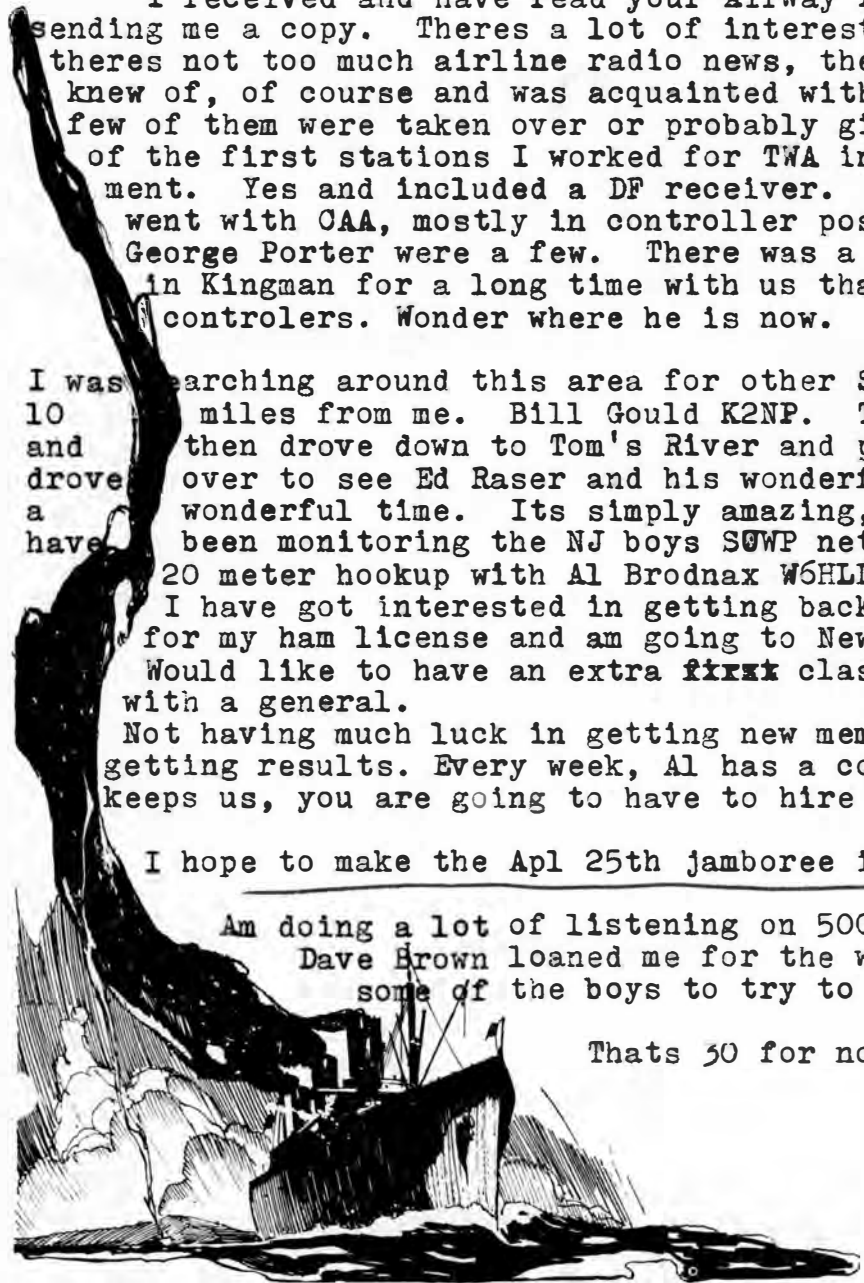 I received and have read your Airway
sending me a copy. Theres a lot of interest
theres not too much airline radio news, the
knew of, of course and was acquainted with
few of them were taken over or probably gi
of the first stations I worked for TWA in
ment. Yes and included a DF receiver.
went with CAA, mostly in controller pos
George Porter were a few. There was a
in Kingman for a long time with us tha
controlers. Wonder where he is now.
I was searching around this area for other S
10 miles from me. Bill Gould K2NP. T
and then drove down to Tom's River and p
drove over to see Ed Raser and his wonderf
a wonderful time. Its simply amazing,
have been monitoring the NJ boys SOWP net
20 meter hookup with Al Brodnax W6HLI
I have got interested in getting back
for my ham license and am going to New
Would like to have an extra first clas
with a general.
Not having much luck in getting new mem
getting results. Every week, Al has a co
keeps us, you are going to have to hire
I hope to make the Apl 25th jamboree i
Am doing a lot of listening on 500
Dave Brown loaned me for the w
some of the boys to try to
Thats 30 for no